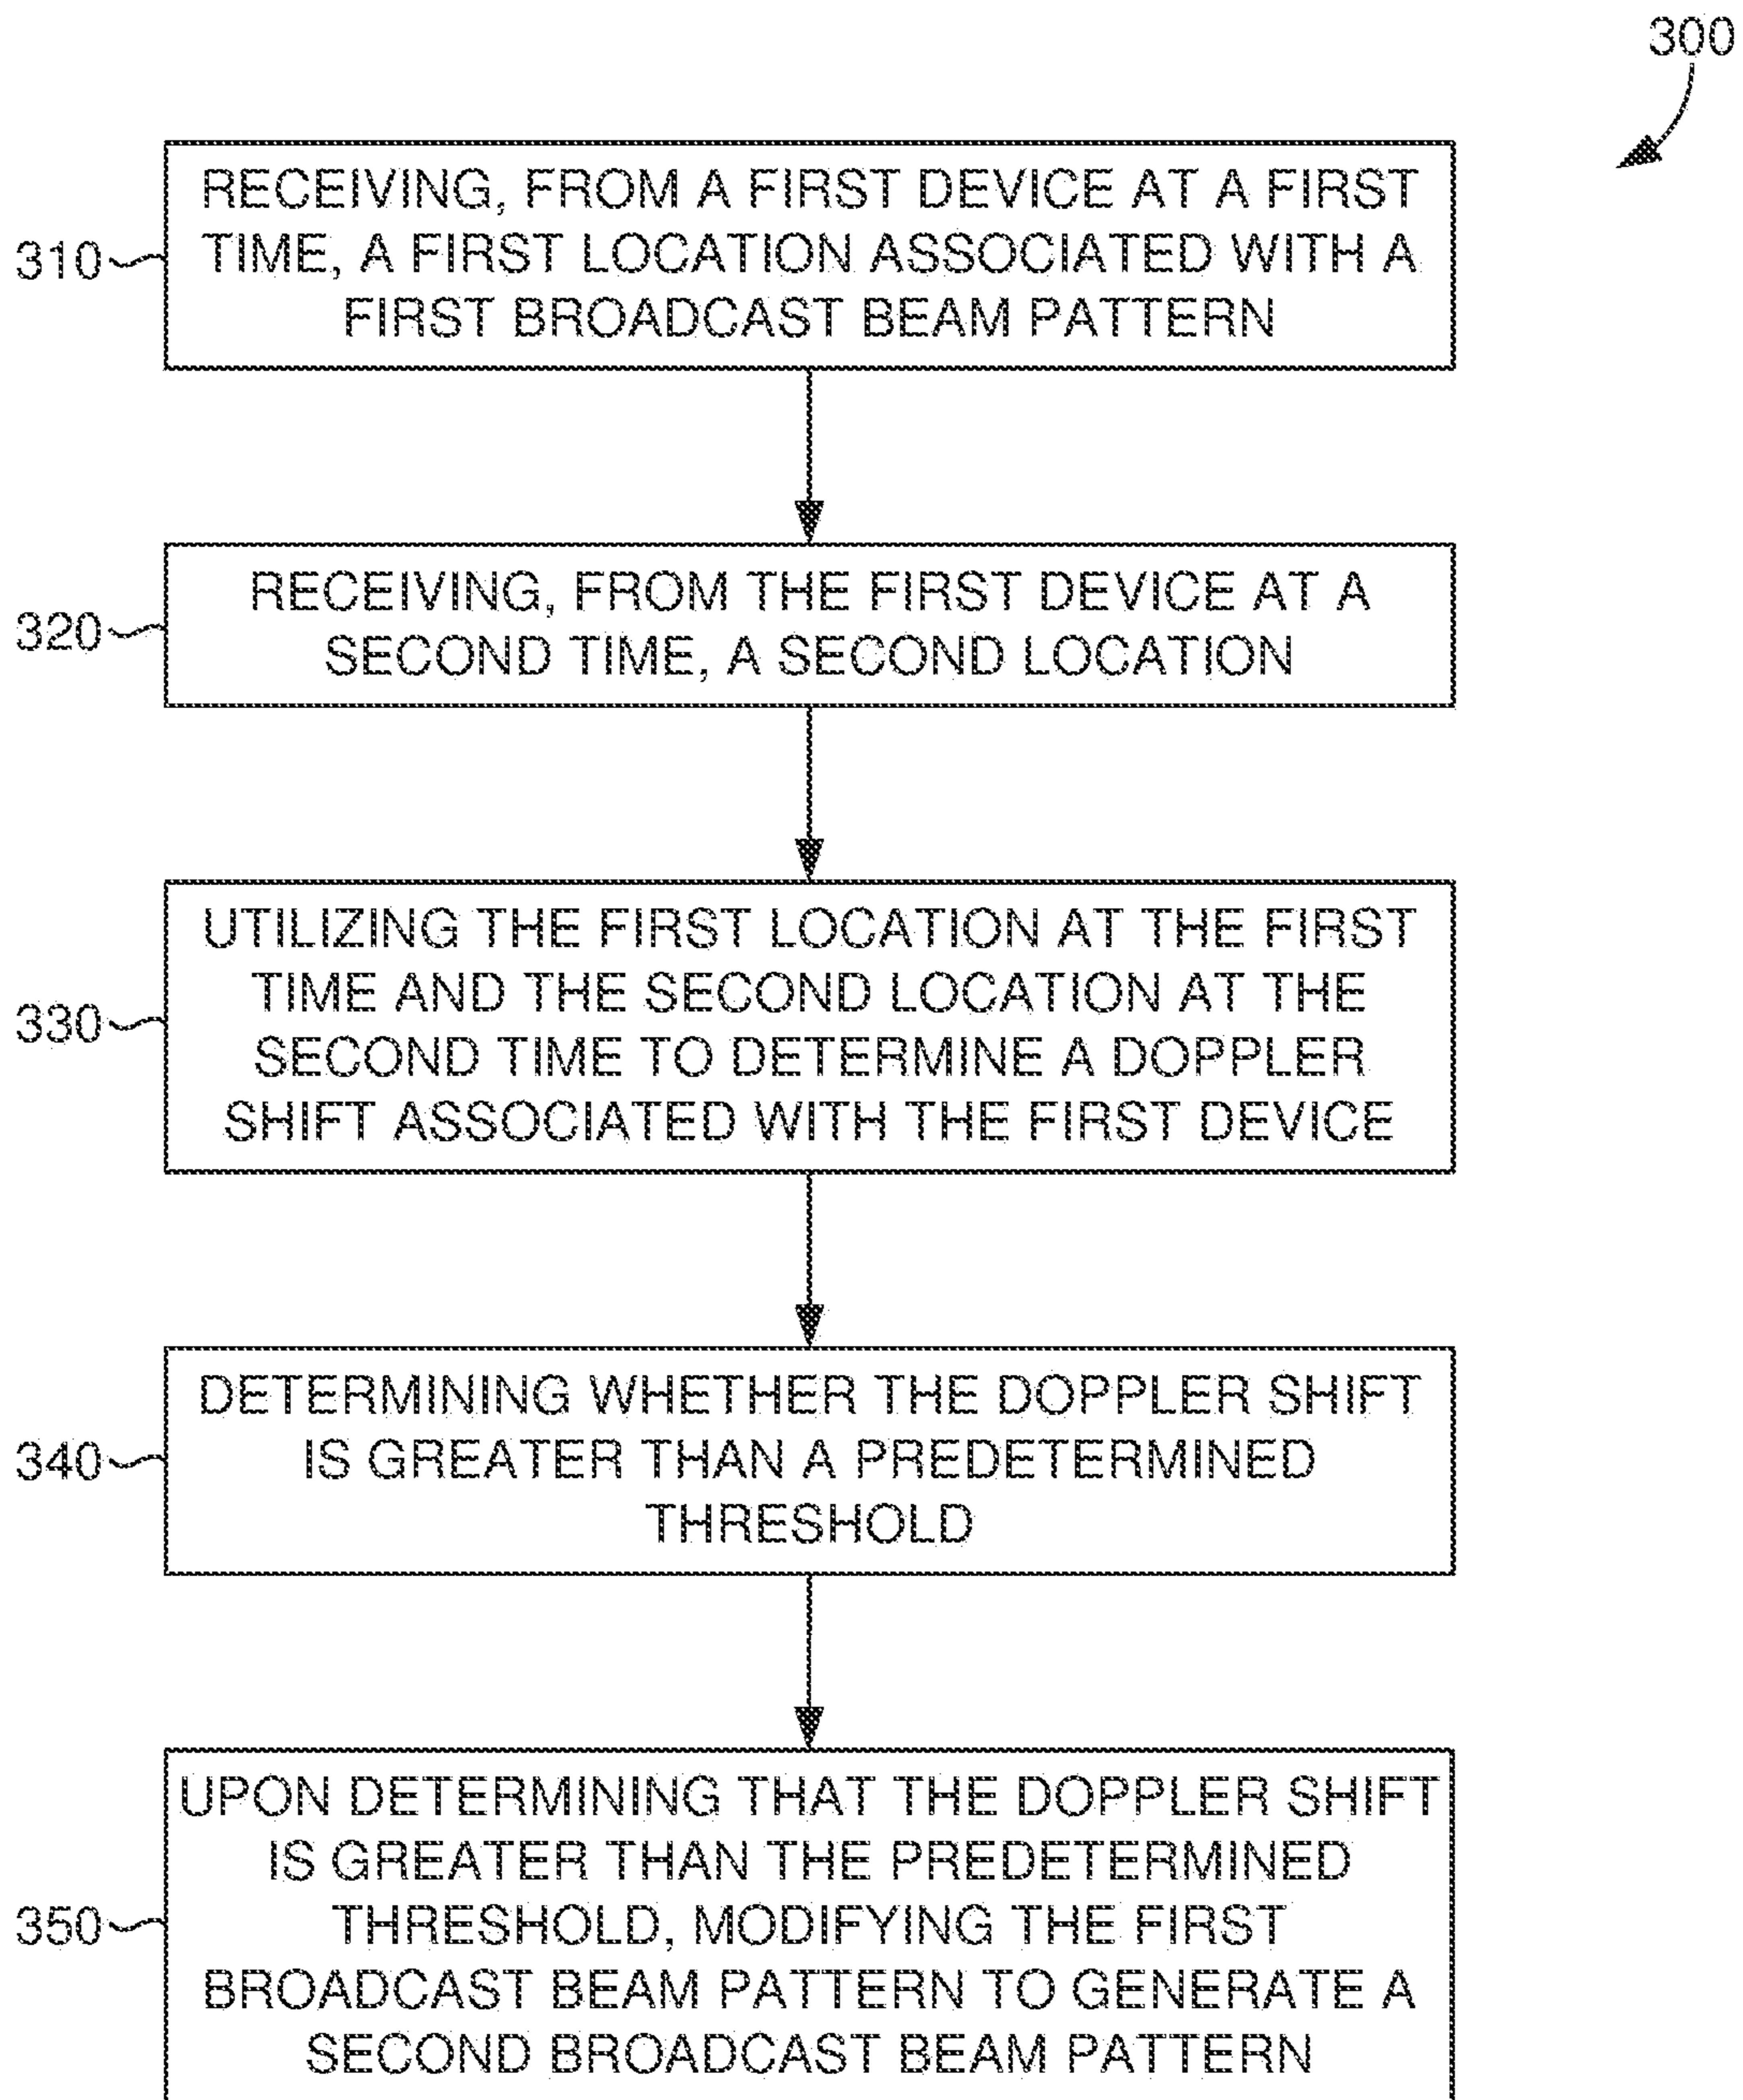 300
310
RECEIVING, FROM A FIRST DEVICE AT A FIRST
TIME, A FIRST LOCATION ASSOCIATED WITH A
FIRST BROADCAST BEAM PATTERN
320
RECEIVING, FROM THE FIRST DEVICE AT A
SECOND TIME, A SECOND LOCATION
330
UTILIZING THE FIRST LOCATION AT THE FIRST
TIME AND THE SECOND LOCATION AT THE
SECOND TIME TO DETERMINE A DOPPLER
SHIFT ASSOCIATED WITH THE FIRST DEVICE
340
DETERMINING WHETHER THE DOPPLER SHIFT
IS GREATER THAN A PREDETERMINED
THRESHOLD
350
UPON DETERMINING THAT THE DOPPLER SHIFT
IS GREATER THAN THE PREDETERMINED
THRESHOLD, MODIFYING THE FIRST
BROADCAST BEAM PATTERN TO GENERATE A
SECOND BROADCAST BEAM PATTERN